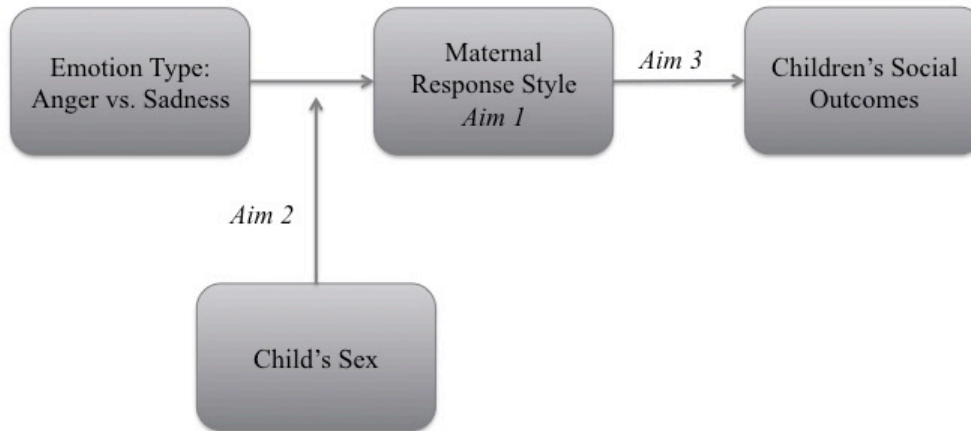 Emotion Type:
Anger vs. Sadness
Maternal
Response Style
Aim 1
Aim 3
Children’s Social
Outcomes
Aim 2
Child’s Sex